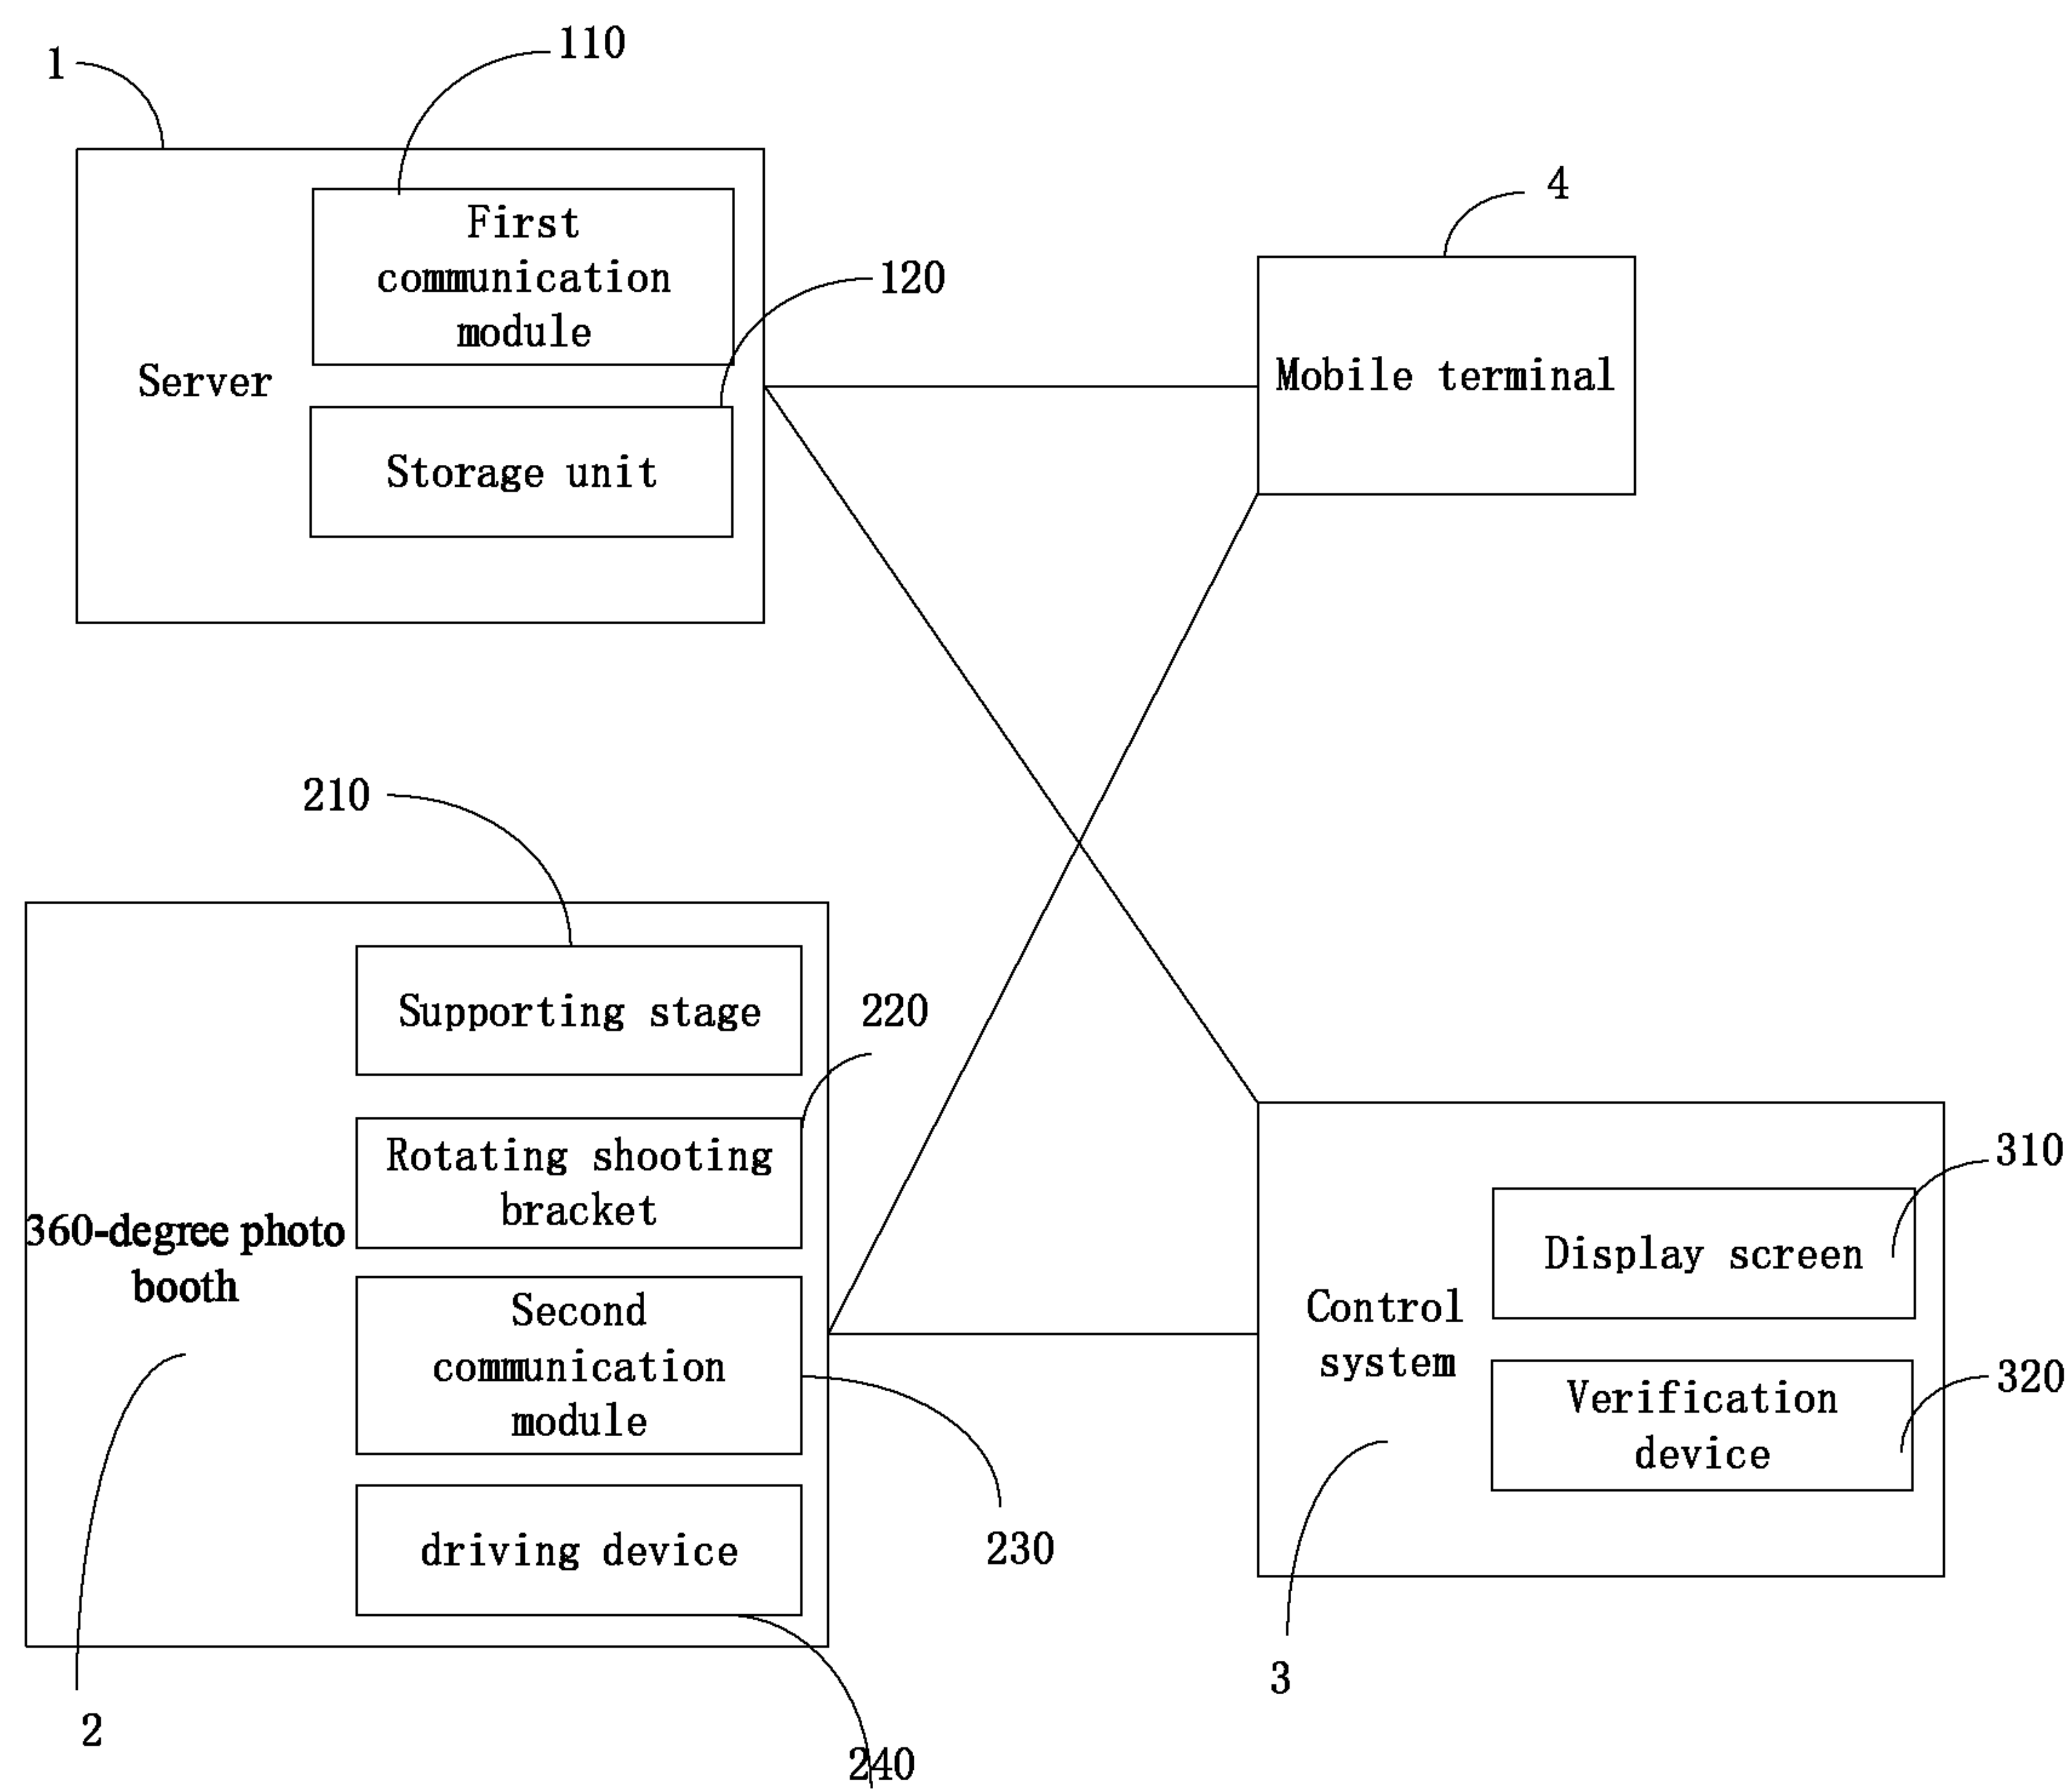 1
110
First
communication
module
120
Server
Storage unit
4
Mobile terminal
210
Supporting stage
220
Rotating shooting
bracket
360-degree photo
booth
Second
communication
module
230
driving device
2
240
310
Display screen
Control
system
320
Verification
device
3